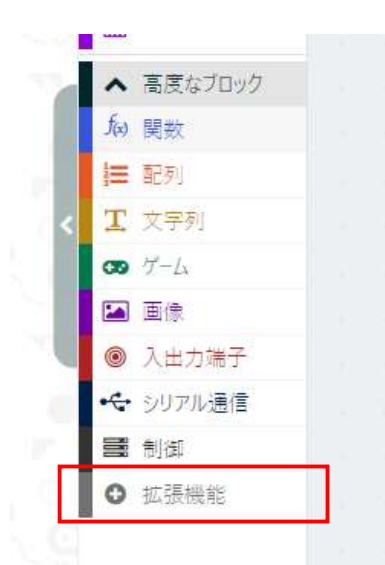 高度なブロック
f(x) 関数
配列
T 文字列
ゲーム
画像
入出力端子
シリアル通信
制御
拡張機能